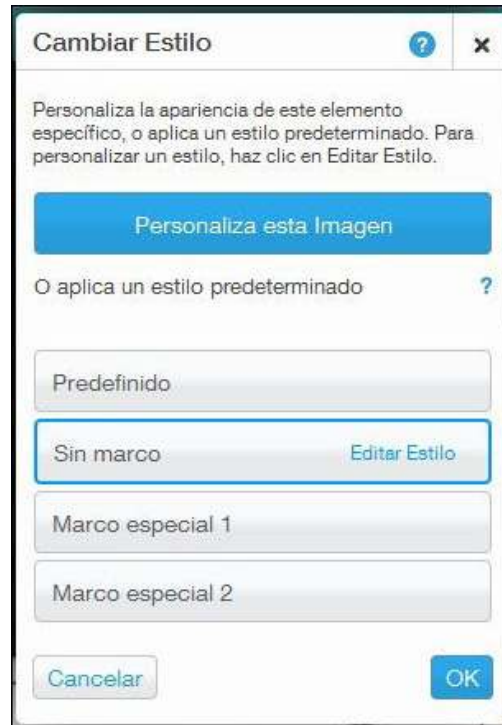 Cambiar Estilo ? ×
Personaliza la apariencia de este elemento
específico, o aplica un estilo predeterminado. Para
personalizar un estilo, haz clic en Editar Estilo.
Personaliza esta Imagen
O aplica un estilo predeterminado ?
Predefinido
Sin marco Editar Estilo
Marco especial 1
Marco especial 2
Cancelar OK